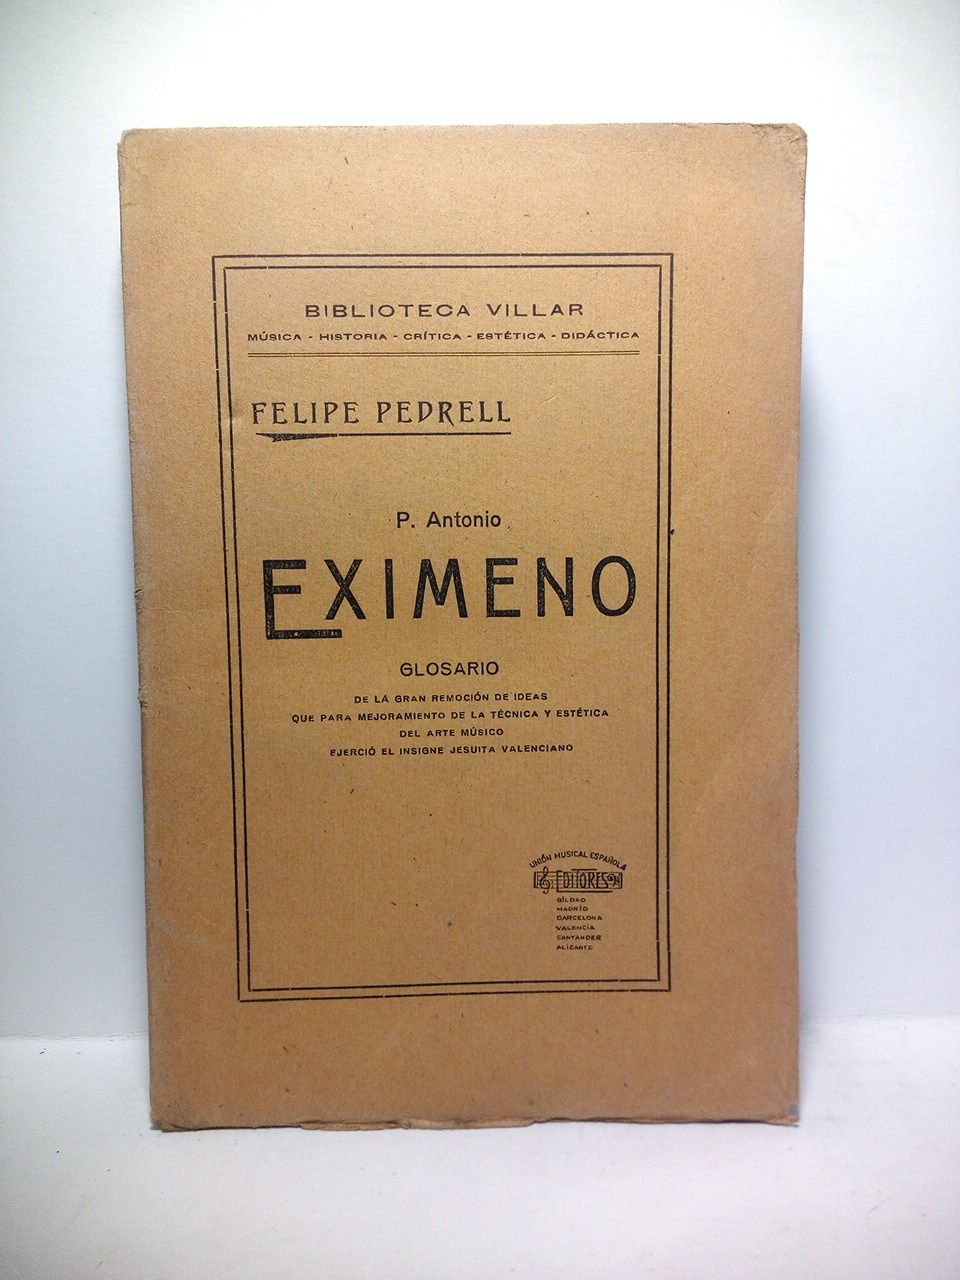 BIBLIOTECA VILLAR
MÚSICA - HISTORIA - CRÍTICA - ESTÉTICA - DIDÁCTICA
FELIPE PEDRELL
P. Antonio
EXIMENO
GLOSARIO
DE LA GRAN REMOCIÓN DE IDEAS
QUE PARA MEJORAMIENTO DE LA TÉCNICA Y ESTÉTICA
DEL ARTE MÚSICO
EJERCIÓ EL INSIGNE JESUITA VALENCIANO
UNIÓN MUSICAL ESPAÑOLA
EDITORES
BILBAO
MADRID
BARCELONA
VALENCIA
SANTANDER
ALICANTE